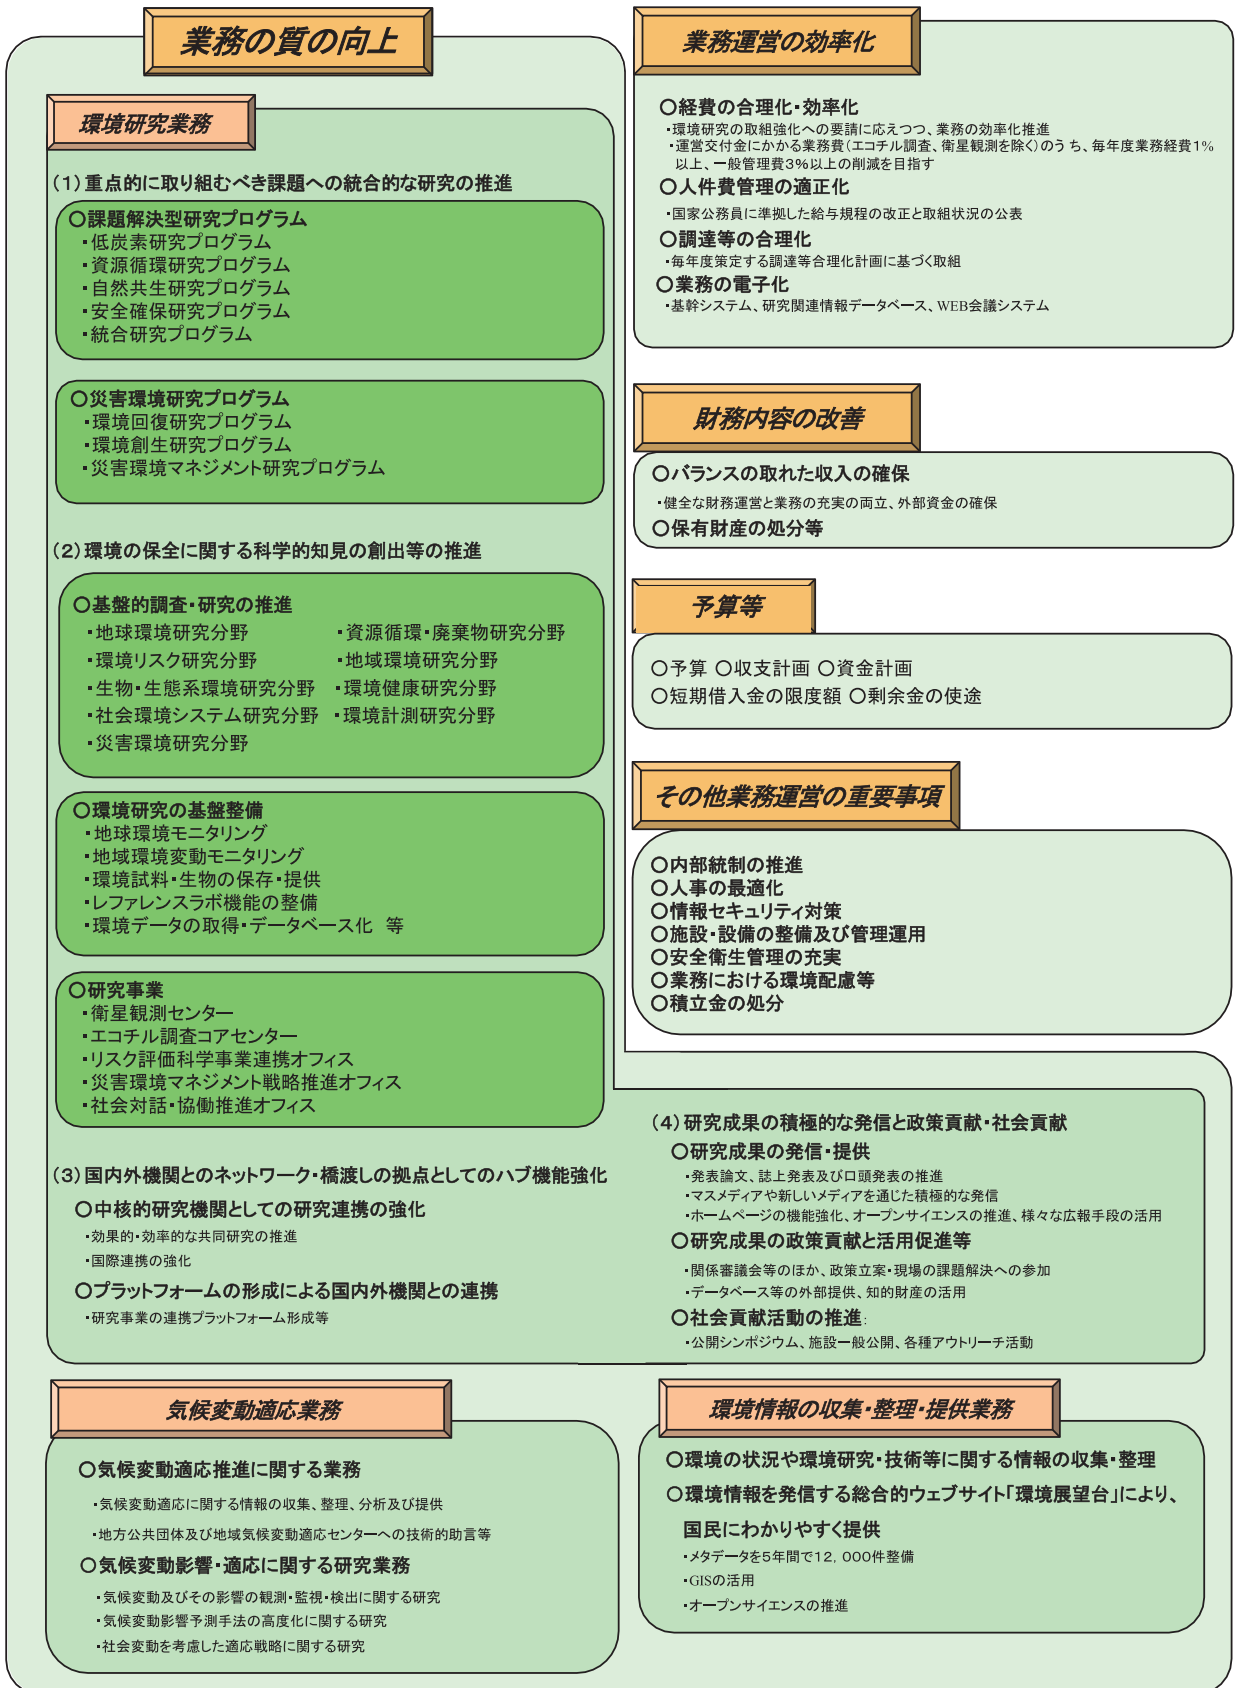 業務の質の向上
環境研究業務
（１）重点的に取り組むべき課題への統合的な研究の推進
○課題解決型研究プログラム
・低炭素研究プログラム
・資源循環研究プログラム
・自然共生研究プログラム
・安全確保研究プログラム
・統合研究プログラム
○災害環境研究プログラム
・環境回復研究プログラム
・環境創生研究プログラム
・災害環境マネジメント研究プログラム
（２）環境の保全に関する科学的知見の創出等の推進
○基盤的調査・研究の推進
・地球環境研究分野　・資源循環・廃棄物研究分野
・環境リスク研究分野　・地域環境研究分野
・生物・生態系環境研究分野　・環境健康研究分野
・社会環境システム研究分野　・環境計測研究分野
・災害環境研究分野
○環境研究の基盤整備
・地球環境モニタリング
・地域環境変動モニタリング
・環境試料・生物の保存・提供
・レファレンスラボ機能の整備
・環境データの取得・データベース化　等
○研究事業
・衛星観測センター
・エコチル調査コアセンター
・リスク評価科学事業連携オフィス
・災害環境マネジメント戦略推進オフィス
・社会対話・協働推進オフィス
（３）国内外機関とのネットワーク・橋渡しの拠点としてのハブ機能強化
○中核的研究機関としての研究連携の強化
・効果的・効率的な共同研究の推進
・国際連携の強化
○プラットフォームの形成による国内外機関との連携
・研究事業の連携プラットフォーム形成等
（４）研究成果の積極的な発信と政策貢献・社会貢献
○研究成果の発信・提供
・発表論文、誌上発表及び口頭発表の推進
・マスメディアや新しいメディアを通じた積極的な発信
・ホームページの機能強化、オープンサイエンスの推進、様々な広報手段の活用
○研究成果の政策貢献と活用促進等
・関係審議会等のほか、政策立案・現場の課題解決への参加
・データベース等の外部提供、知的財産の活用
○社会貢献活動の推進：
・公開シンポジウム、施設一般公開、各種アウトリーチ活動
気候変動適応業務
○気候変動適応推進に関する業務
・気候変動適応に関する情報の収集、整理、分析及び提供
・地方公共団体及び地域気候変動適応センターへの技術的助言等
○気候変動影響・適応に関する研究業務
・気候変動及びその影響の観測・監視・検出に関する研究
・気候変動影響予測手法の高度化に関する研究
・社会変動を考慮した適応戦略に関する研究
環境情報の収集・整理・提供業務
○環境の状況や環境研究・技術等に関する情報の収集・整理
○環境情報を発信する総合的ウェブサイト「環境展望台」により、
国民にわかりやすく提供
・メタデータを５年間で１２，０００件整備
・GISの活用
・オープンサイエンスの推進
業務運営の効率化
○経費の合理化・効率化
・環境研究の取組強化への要請に応えつつ、業務の効率化推進
・運営交付金にかかる業務費（エコチル調査、衛星観測を除く）のうち、毎年度業務経費１％
以上、一般管理費３％以上の削減を目指す
○人件費管理の適正化
・国家公務員に準拠した給与規程の改正と取組状況の公表
○調達等の合理化
・毎年度策定する調達等合理化計画に基づく取組
○業務の電子化
・基幹システム、研究関連情報データベース、WEB会議システム
財務内容の改善
○バランスの取れた収入の確保
・健全な財務運営と業務の充実の両立、外部資金の確保
○保有財産の処分等
予算等
○予算 ○収支計画 ○資金計画
○短期借入金の限度額 ○剰余金の使途
その他業務運営の重要事項
○内部統制の推進
○人事の最適化
○情報セキュリティ対策
○施設・設備の整備及び管理運用
○安全衛生管理の充実
○業務における環境配慮等
○積立金の処分